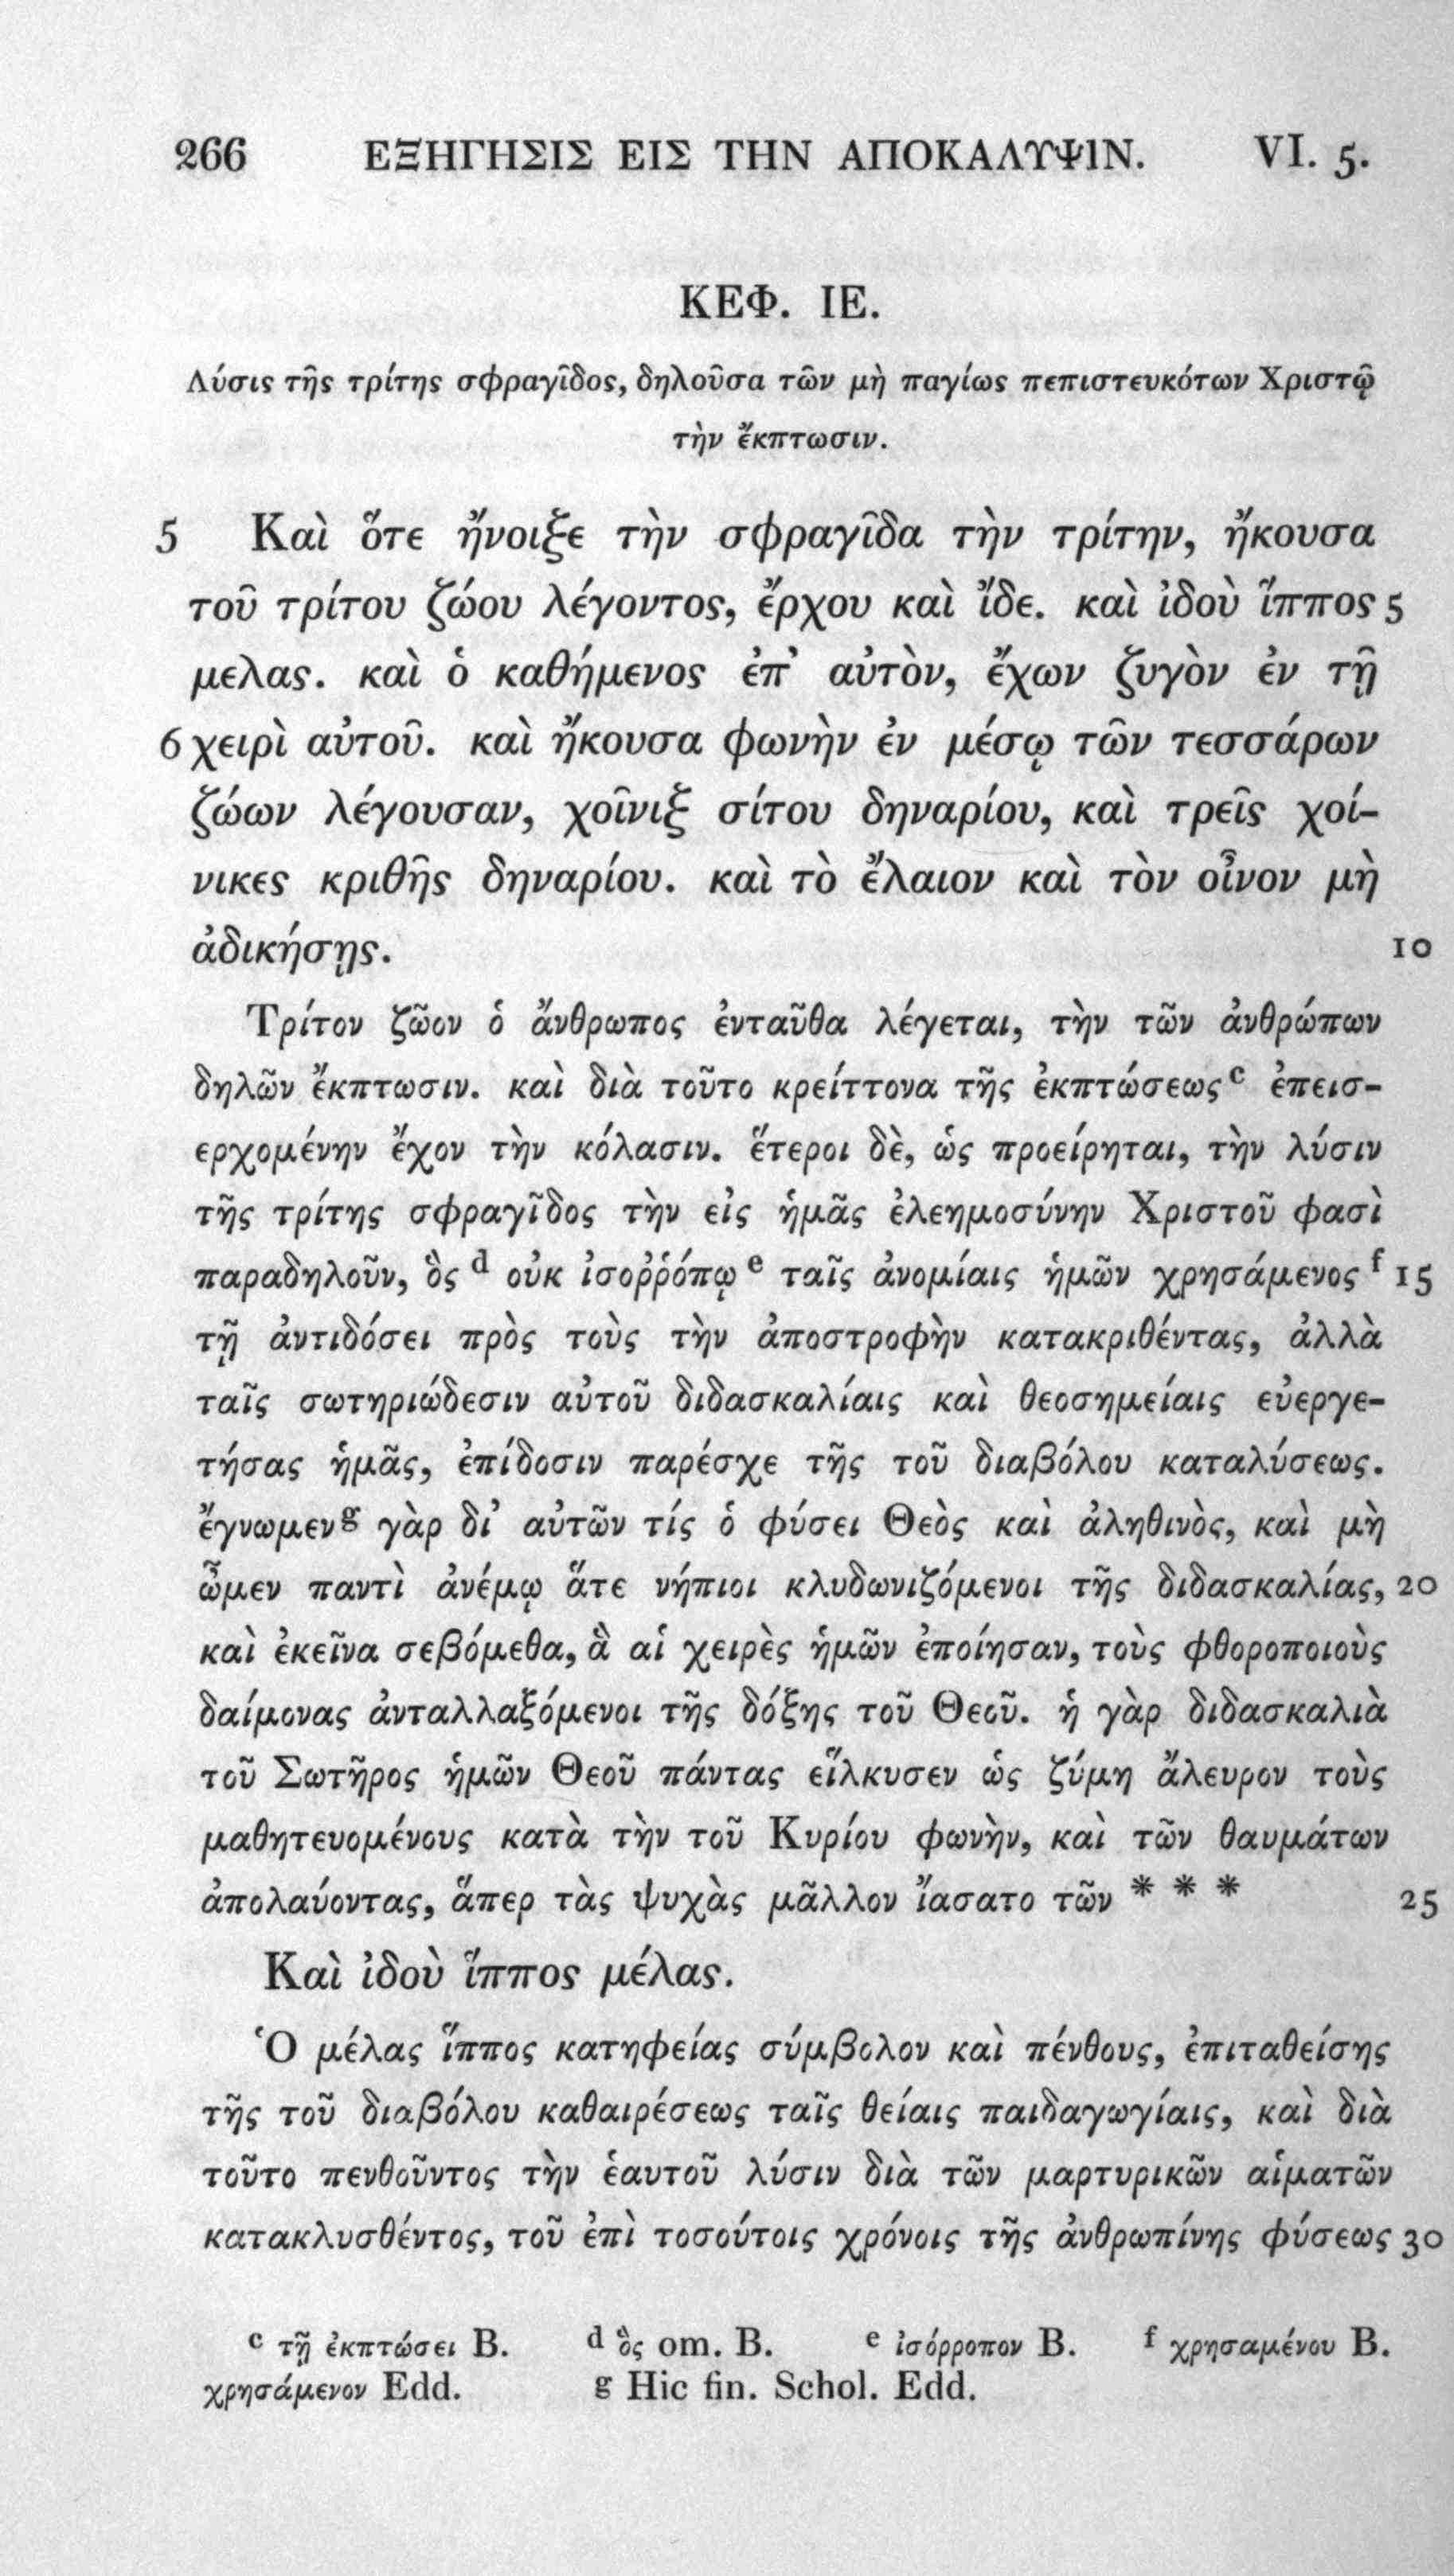 266 ΕΞΗΓΗΣΙΣ ΕΙΣ ΤΗΝ ΑΠΟΚΑΛΥΨΙΝ. VI. 5.
ΚΕΦ. ΙΕ.
Λύσις τῆς τρίτης σφραγῖδος, δηλοῦσα τῶν μὴ παγίως πεπιστευκότων Χριστῷ
τὴν ἔκπτωσιν.
5 Καὶ ὅτε ἤνοιξε τὴν σφραγῖδα τὴν τρίτην, ἤκουσα
τοῦ τρίτου ζώου λέγοντος, ἔρχου καὶ ἴδε. καὶ ἰδοὺ ἵππος 5
μελας. καὶ ὁ καθήμενος ἐπ’ αὐτὸν, ἔχων ζυγὸν ἐν τῇ
6 χειρὶ αὐτοῦ. καὶ ἤκουσα φωνὴν ἐν μέσῳ τῶν τεσσάρων
ζώων λέγουσαν, χοῖνιξ σίτου δηναρίου, καὶ τρεῖς χοί-
νικες κριθῆς δηναρίου. καὶ τὸ ἔλαιον καὶ τὸν οἶνον μὴ
ἀδικήσῃς. 10
Τρίτον ζῶον ὁ ἄνθρωπος ἐνταῦθα λέγεται, τὴν τῶν ἀνθρώπων
δηλῶν ἔκπτωσιν. καὶ διὰ τοῦτο κρείττονα τῆς ἐκπτώσεως c ἐπεισ-
ερχομένην ἔχον τὴν κόλασιν. ἕτεροι δὲ, ὡς προείρηται, τὴν λύσιν
τῆς τρίτης σφραγῖδος τὴν εἰς ἡμᾶς ἐλεημοσύνην Χριστοῦ φασὶ
παραδηλοῦν, ὃς d οὐκ ἰσοῤῥόπῳ e ταῖς ἀνομίαις ἡμῶν χρησάμενος f 15
τῇ ἀντιδόσει πρὸς τοὺς τὴν ἀποστροφὴν κατακριθέντας, ἀλλὰ
ταῖς σωτηριώδεσιν αὐτοῦ διδασκαλίαις καὶ θεοσημείαις εὐεργε-
τήσας ἡμᾶς, ἐπίδοσιν παρέσχε τῆς τοῦ διαβόλου καταλύσεως.
ἔγνωμεν g γὰρ δι’ αὐτῶν τίς ὁ φύσει Θεὸς καὶ ἀληθινὸς, καὶ μὴ
ὦμεν παντὶ ἀνέμῳ ἅτε νήπιοι κλυδωνιζόμενοι τῆς διδασκαλίας, 20
καὶ ἐκεῖνα σεβόμεθα, ἃ αἱ χειρὲς ἡμῶν ἐποίησαν, τοὺς φθοροποιοὺς
δαίμονας ἀνταλλαξόμενοι τῆς δόξης τοῦ Θεοῦ. ἡ γὰρ διδασκαλιὰ
τοῦ Σωτῆρος ἡμῶν Θεοῦ πάντας εἵλκυσεν ὡς ζύμη ἄλευρον τοὺς
μαθητευομένους κατὰ τὴν τοῦ Κυρίου φωνὴν, καὶ τῶν θαυμάτων
ἀπολαύοντας, ἅπερ τὰς ψυχὰς μᾶλλον ἴασατο τῶν * * * 25
Καὶ ἰδοὺ ἵππος μέλας.
Ὁ μέλας ἵππος κατηφείας σύμβολον καὶ πένθους, ἐπιταθείσης
τῆς τοῦ διαβόλου καθαιρέσεως ταῖς θείαις παιδαγωγίαις, καὶ διὰ
τοῦτο πενθοῦντος τὴν ἑαυτοῦ λύσιν διὰ τῶν μαρτυρικῶν αἱματῶν
κατακλυσθέντος, τοῦ ἐπὶ τοσούτοις χρόνοις τῆς ἀνθρωπίνης φύσεως 30
c τῇ ἐκπτώσει B. d ὃς om. B. e ἰσόρροπον B. f χρησαμένου B.
χρησάμενον Edd. g Hic fin. Schol. Edd.